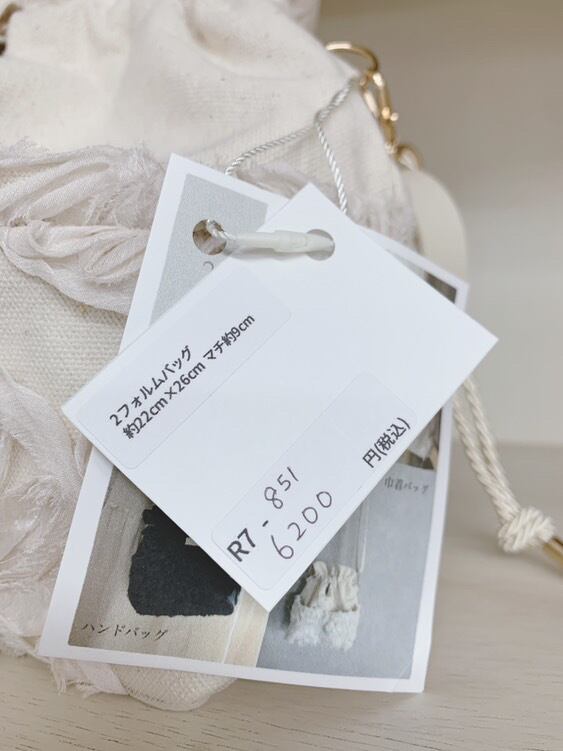 2フォルムバッグ
約22cm×26cm マチ約9cm
R7 - 851
6200
円(税込)
巾着バッグ
ハンドバッグ